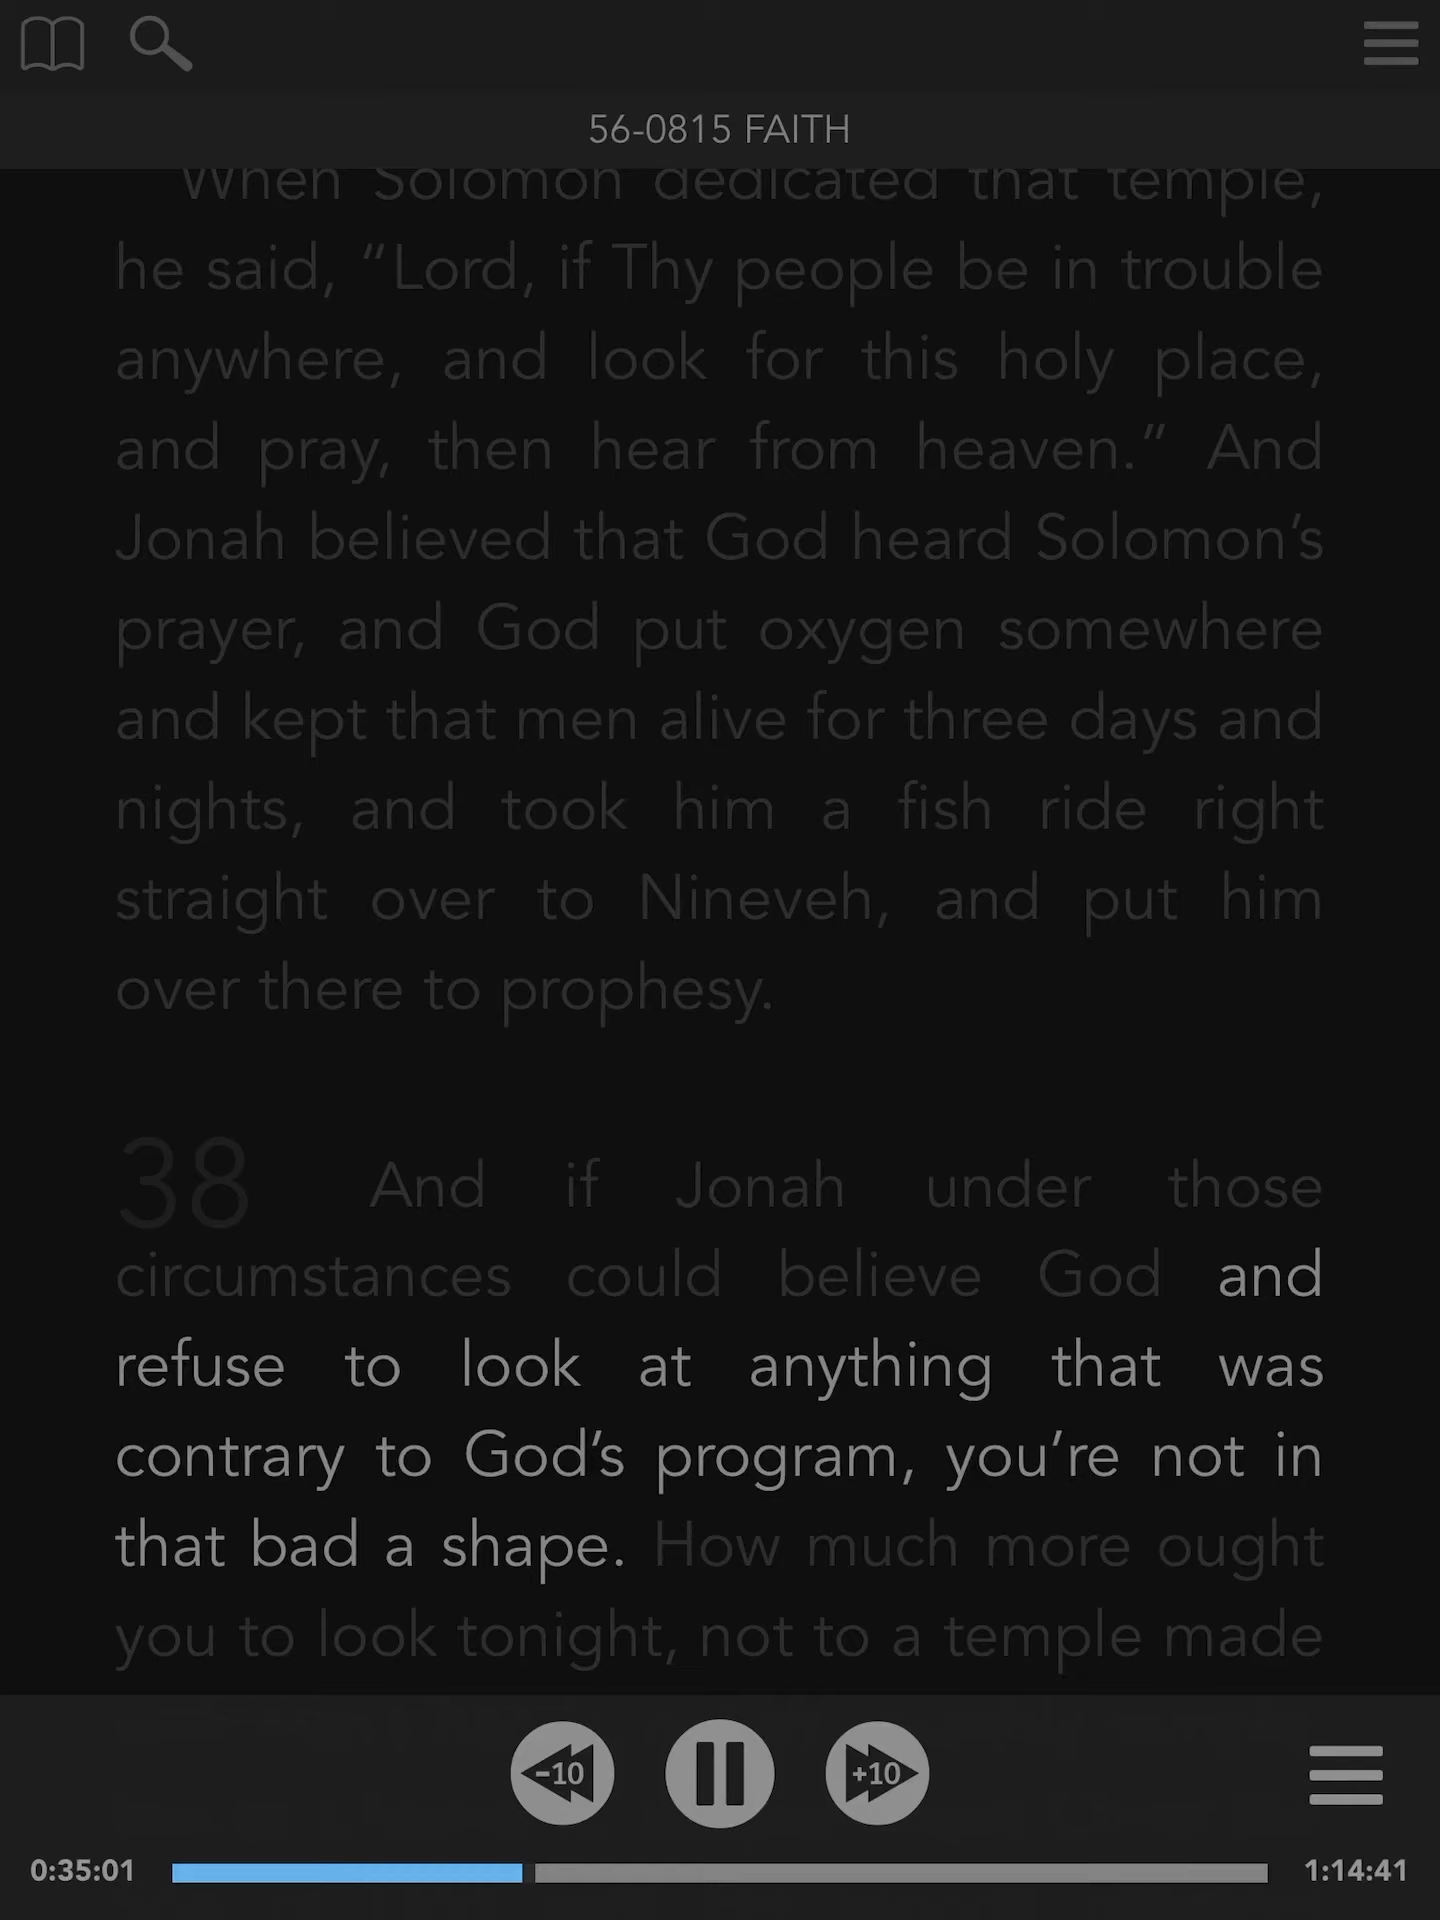 56-0815 FAITH
When Solomon dedicated that temple,
he said, “Lord, if Thy people be in trouble
anywhere, and look for this holy place,
and pray, then hear from heaven.” And
Jonah believed that God heard Solomon’s
prayer, and God put oxygen somewhere
and kept that men alive for three days and
nights, and took him a fish ride right
straight over to Nineveh, and put him
over there to prophesy.
38 And if Jonah under those
circumstances could believe God and
refuse to look at anything that was
contrary to God’s program, you’re not in
that bad a shape. How much more ought
you to look tonight, not to a temple made
-10 +10
0:35:01 1:14:41